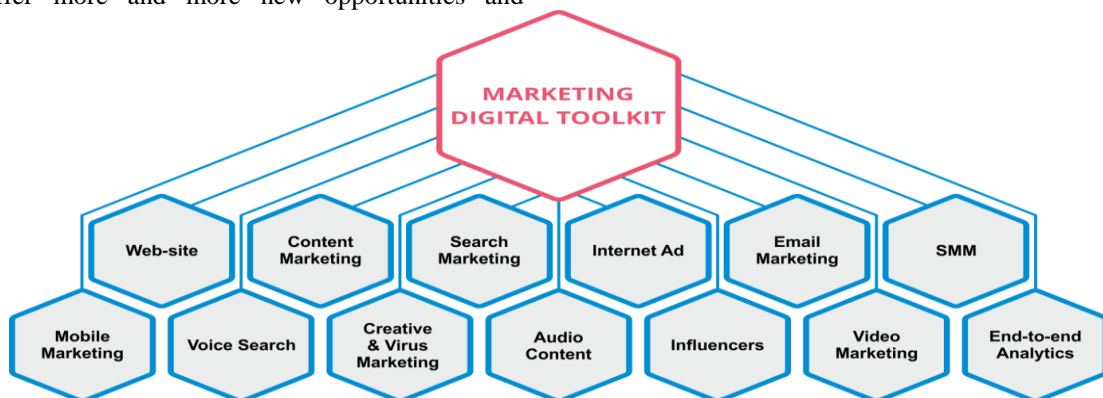 more and more new opportunities and
MARKETING
DIGITAL TOOLKIT
Web-site
Content
Marketing
Search
Marketing
Internet Ad
Email
Marketing
SMM
Mobile
Marketing
Voice Search
Creative
& Virus
Marketing
Audio
Content
Influencers
Video
Marketing
End-to-end
Analytics